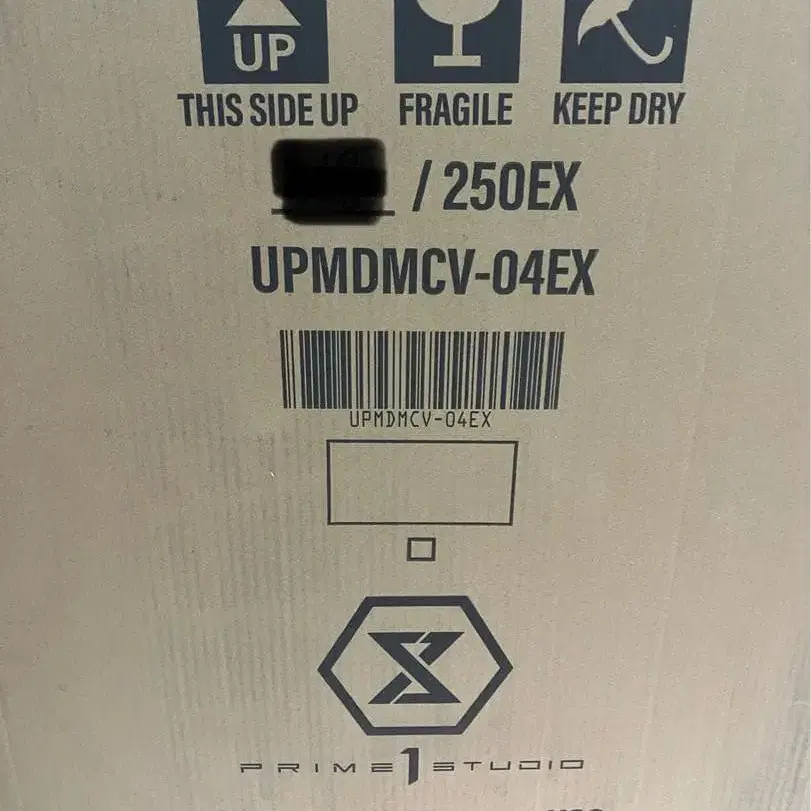 UP
THIS SIDE UP FRAGILE KEEP DRY
/ 250EX
UPMDMCV-04EX
UPMDMCV-04EX
PRIME 1 STUDIO